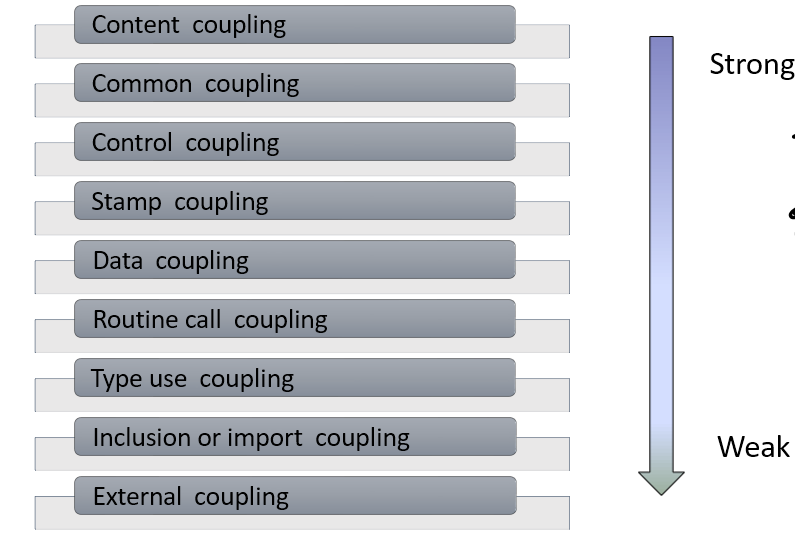 Content coupling
Common coupling
Control coupling
Stamp coupling
Data coupling
Routine call coupling
Type use coupling
Inclusion or import coupling
External coupling
Strong
Weak